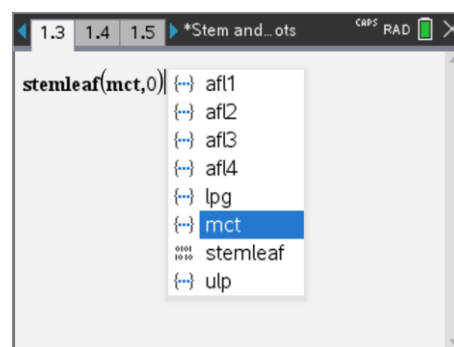 1.3 1.4 1.5 *Stem and...ots CAPS RAD
stemleaf(mct,0)
afl1
afl2
afl3
afl4
lpg
mct
stemleaf
ulp